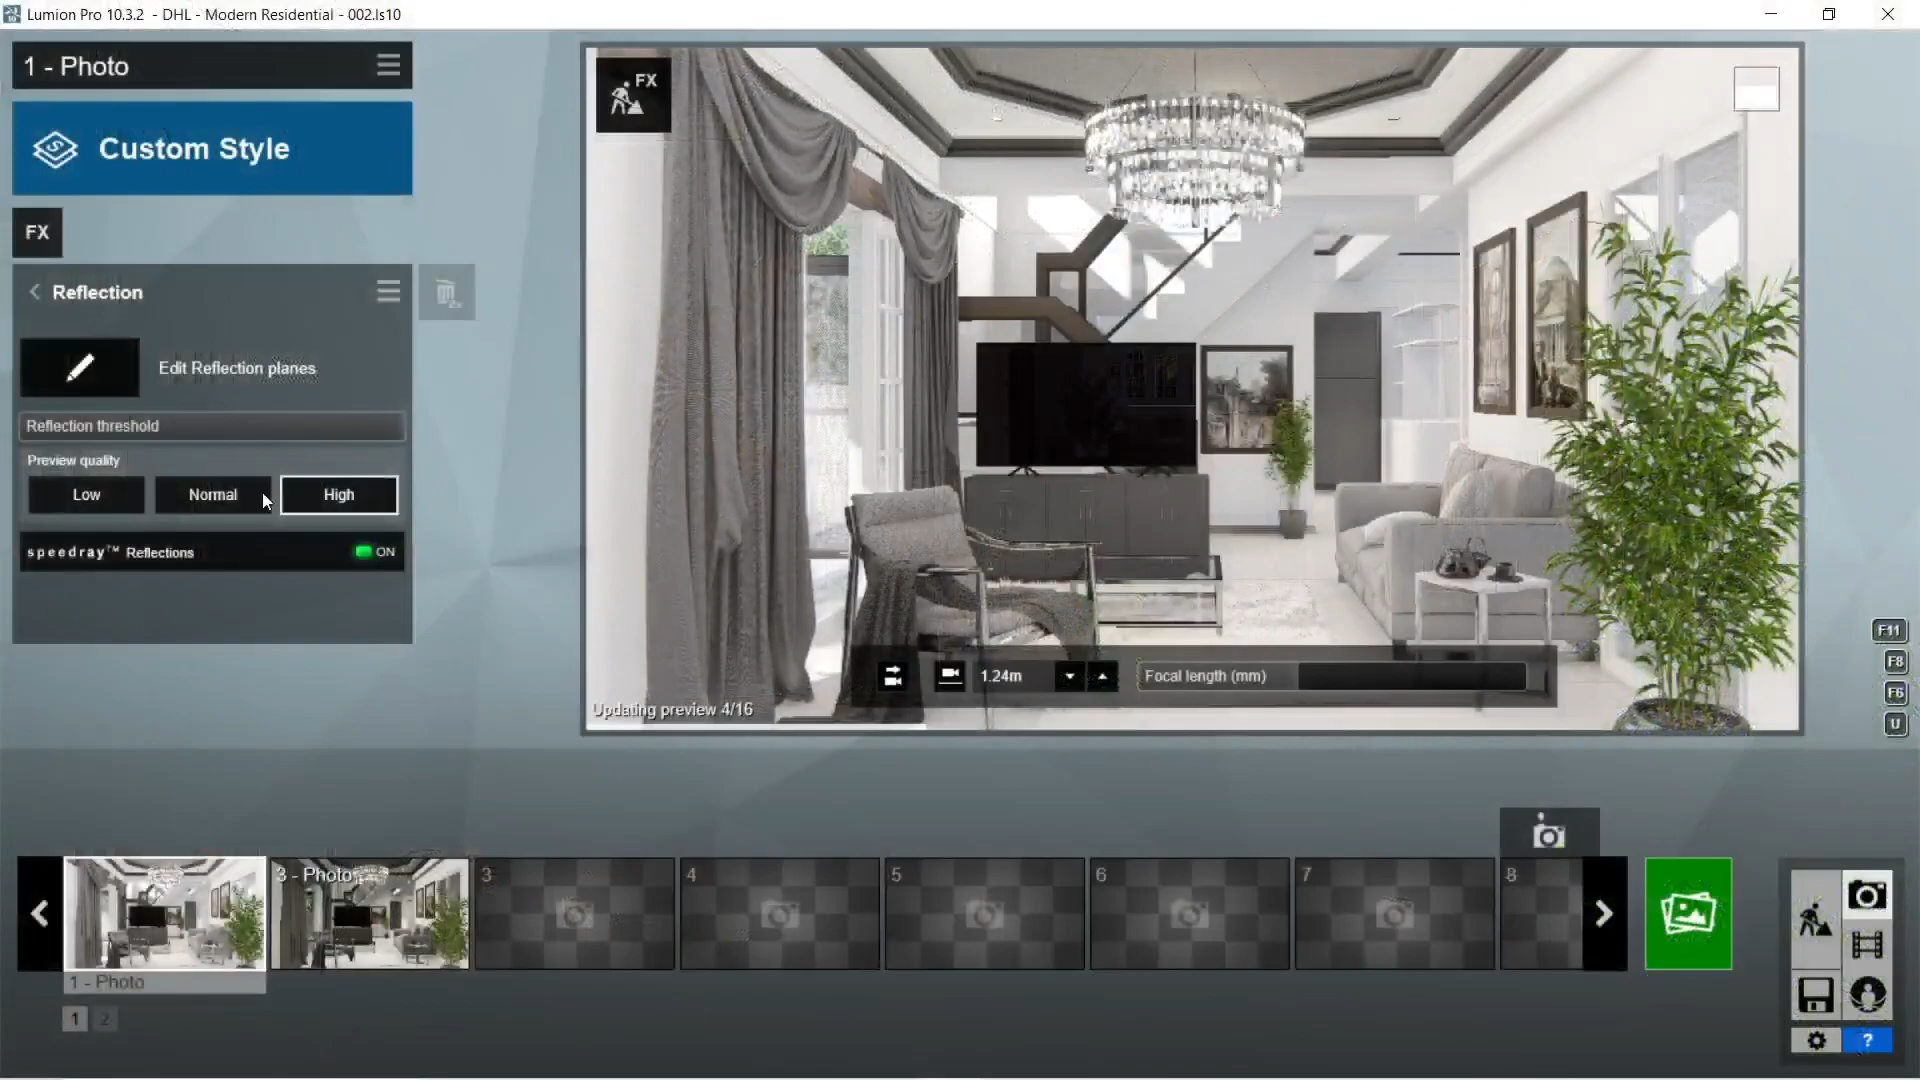 Lumion Pro 10.3.2 - DHL - Modern Residential - 002.ls10
1 - Photo
Custom Style
FX
Reflection
Edit Reflection planes
Reflection threshold
Preview quality
Low
Normal
High
speedray™ Reflections
ON
FX
1.24m
Focal length (mm)
Updating preview 4/16
F11
F8
F6
U
3 - Photo
3
4
5
6
7
8
1 - Photo
1
2
?